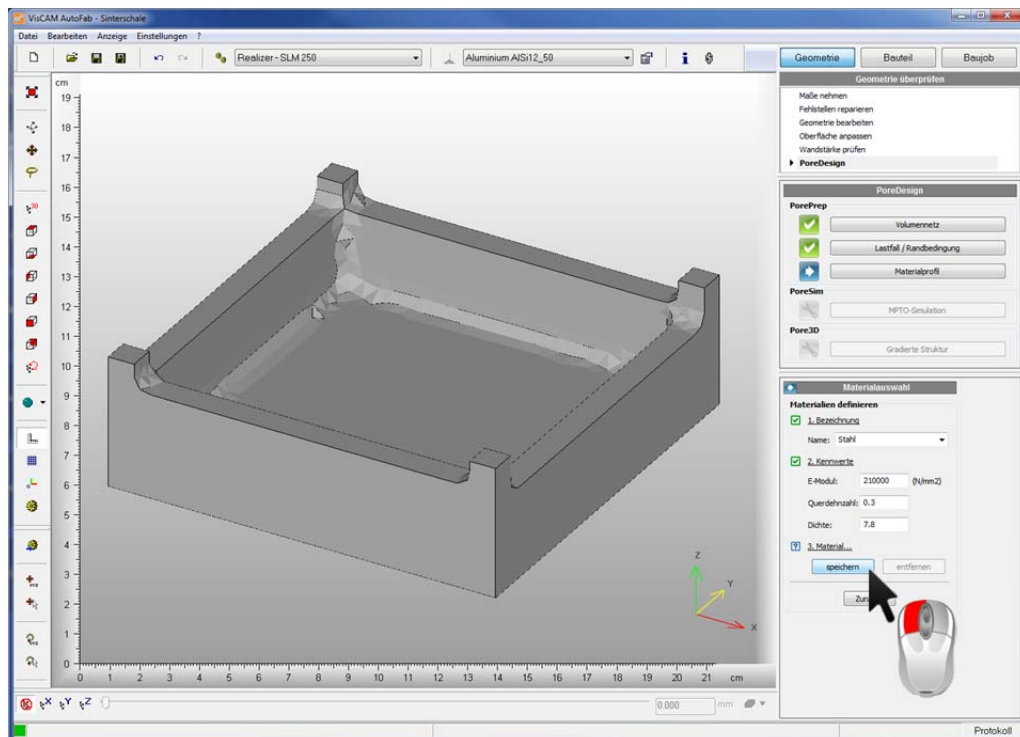 VisCAM AutoFab - Sinterschale
Datei Bearbeiten Anzeige Einstellungen ?
Realizer - SLM 250
Aluminium AlSi12_50
Geometrie Bauteil Baujob
Geometrie überprüfen
Maße nehmen
Fehlstellen reparieren
Geometrie bearbeiten
Oberfläche anpassen
Wandstärke prüfen
PoreDesign
PoreDesign
PorePrep
Volumennetz
Lastfall / Randbedingung
Materialprofil
PoreSim
MPTO-Simulation
Pore3D
Gradierte Struktur
Materialauswahl
Materialien definieren
1. Bezeichnung
Name: Stahl
2. Kennwerte
E-Modul: 210000 (N/mm2)
Querdehnzahl: 0.3
Dichte: 7.8
3. Material...
speichern entfernen
cm
19
18
17
16
15
14
13
12
11
10
9
8
7
6
5
4
3
2
1
0
0 1 2 3 4 5 6 7 8 9 10 11 12 13 14 15 16 17 18 19 20 21 cm
Z
Y
X
3D
X Y Z
0.000 mm
Protokoll